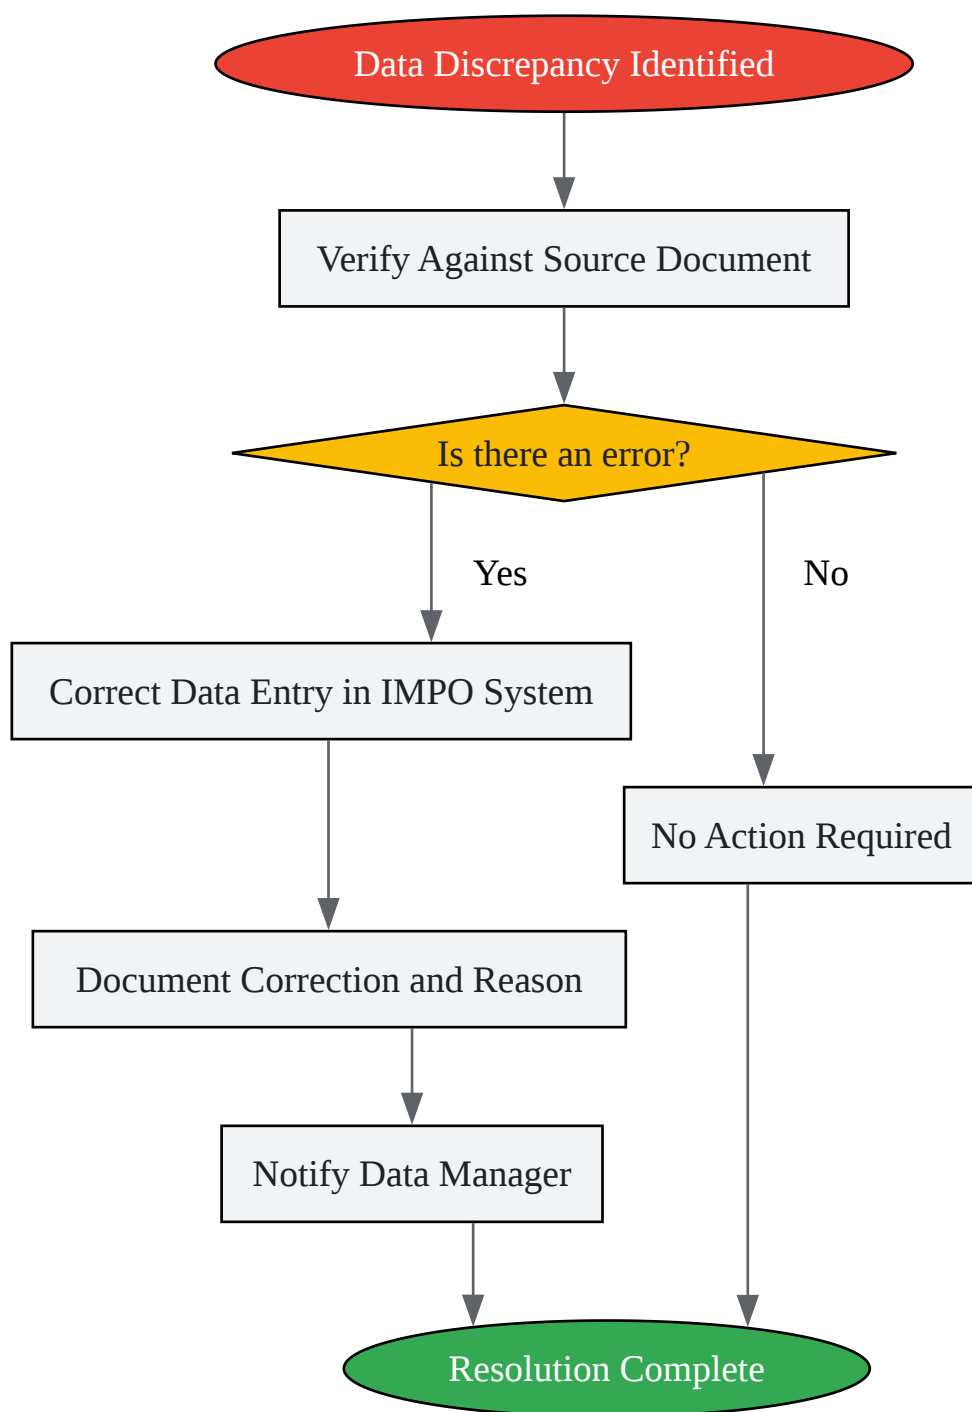 Data Discrepancy Identified
Verify Against Source Document
Is there an error?
Yes
No
Correct Data Entry in IMPO System
No Action Required
Document Correction and Reason
Notify Data Manager
Resolution Complete